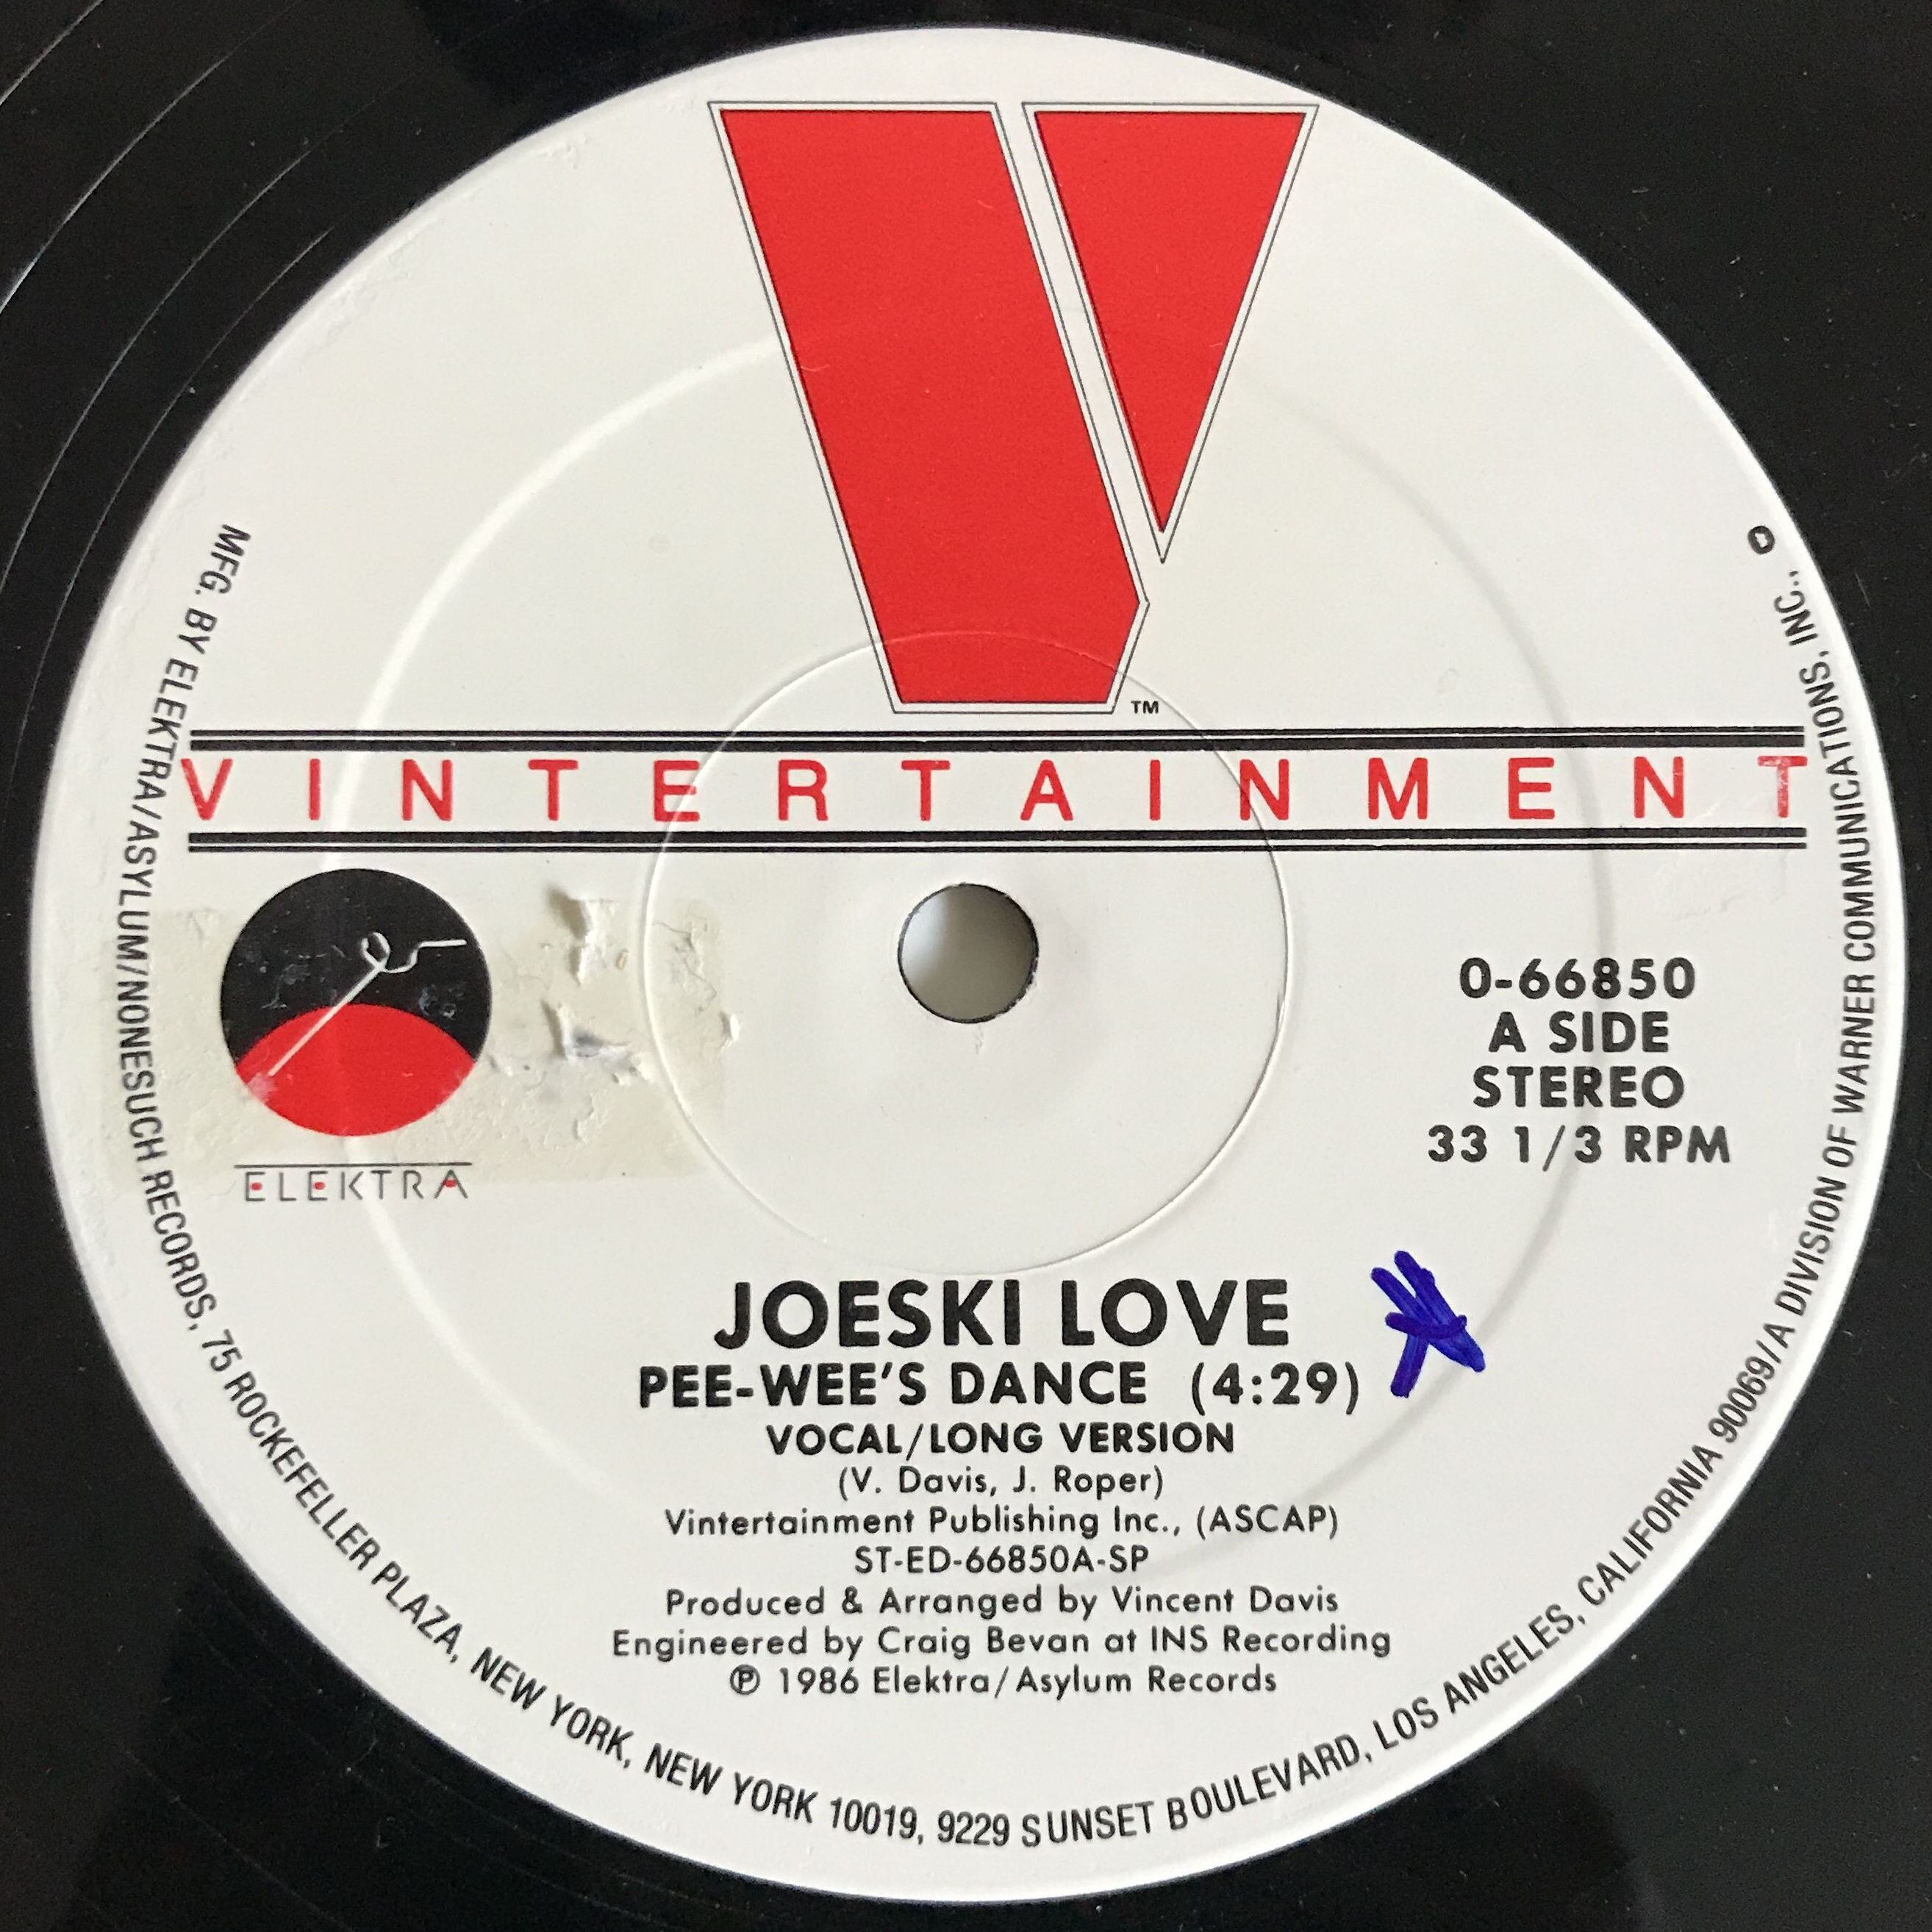 V
TM
VINTERTAINMENT
ELEKTRA
0-66850
A SIDE
STEREO
33 1/3 RPM
JOESKI LOVE
PEE-WEE'S DANCE (4:29)
VOCAL/LONG VERSION
(V. Davis, J. Roper)
Vintertainment Publishing Inc., (ASCAP)
ST-ED-66850A-SP
Produced & Arranged by Vincent Davis
Engineered by Craig Bevan at INS Recording
℗ 1986 Elektra/Asylum Records
MFG. BY ELEKTRA/ASYLUM/NONESUCH RECORDS, 75 ROCKEFELLER PLAZA, NEW YORK, NEW YORK 10019, 9229 SUNSET BOULEVARD, LOS ANGELES, CALIFORNIA 90069/A DIVISION OF WARNER COMMUNICATIONS, INC.,